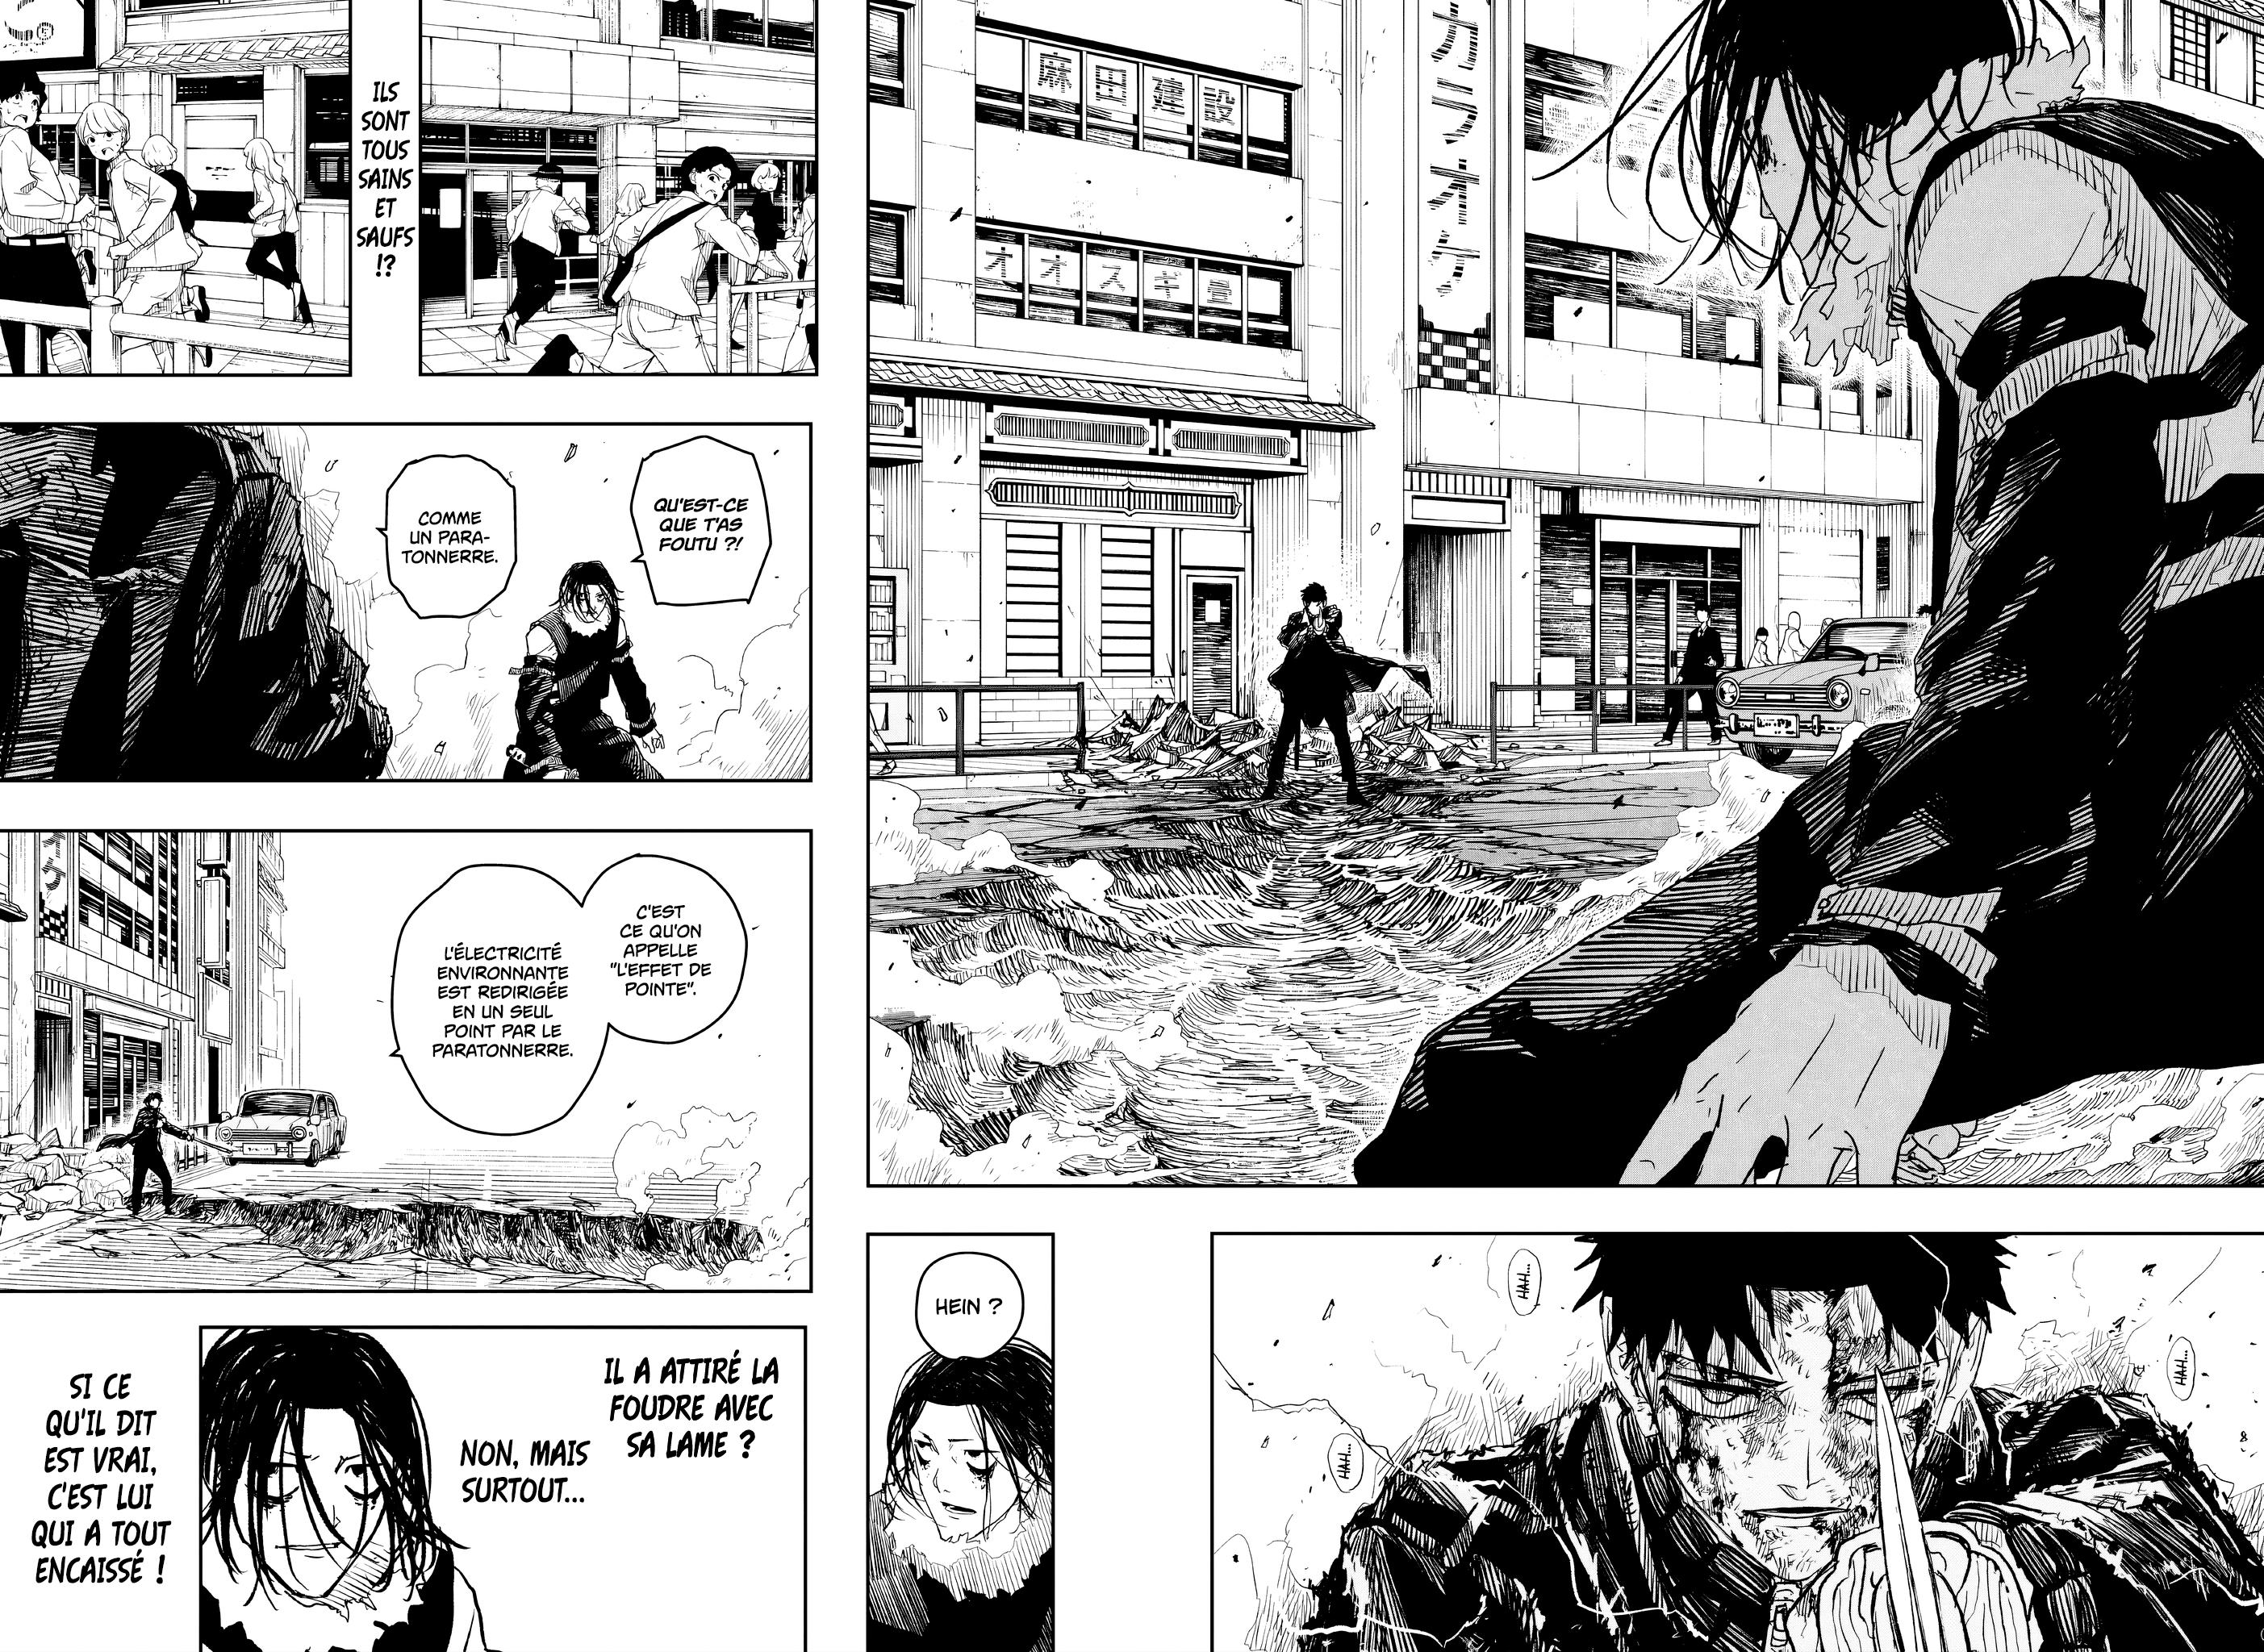 カラオケ
麻田建設
オオスギ畳
HAH...
HAH...
HAH...
HEIN ?
ILS
SONT
TOUS
SAINS
ET
SAUFS
!?
QU'EST-CE
QUE T'AS
FOUTU ?!
COMME
UN PARA-
TONNERRE.
C'EST
CE QU'ON
APPELLE
"L'EFFET DE
POINTE".
L'ÉLECTRICITÉ
ENVIRONNANTE
EST REDIRIGÉE
EN UN SEUL
POINT PAR LE
PARATONNERRE.
オケ
IL A ATTIRÉ LA
FOUDRE AVEC
SA LAME ?
NON, MAIS
SURTOUT...
SI CE
QU'IL DIT
EST VRAI,
C'EST LUI
QUI A TOUT
ENCAISSÉ !